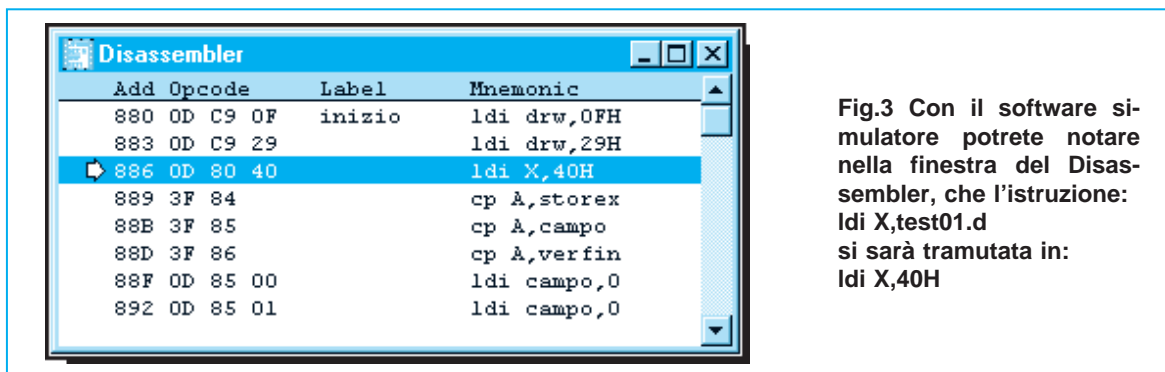 Disassembler
Add Opcode Label Mnemonic
880 0D C9 0F inizio ldi drw,0FH
883 0D C9 29 ldi drw,29H
886 0D 80 40 ldi X,40H
889 3F 84 cp A,storex
88B 3F 85 cp A,campo
88D 3F 86 cp A,verfin
88F 0D 85 00 ldi campo,0
892 0D 85 01 ldi campo,0
Fig.3 Con il software si-
mulatore potrete notare
nella finestra del Disas-
sembler, che l'istruzione:
ldi X,test01.d
si sarà tramutata in:
ldi X,40H